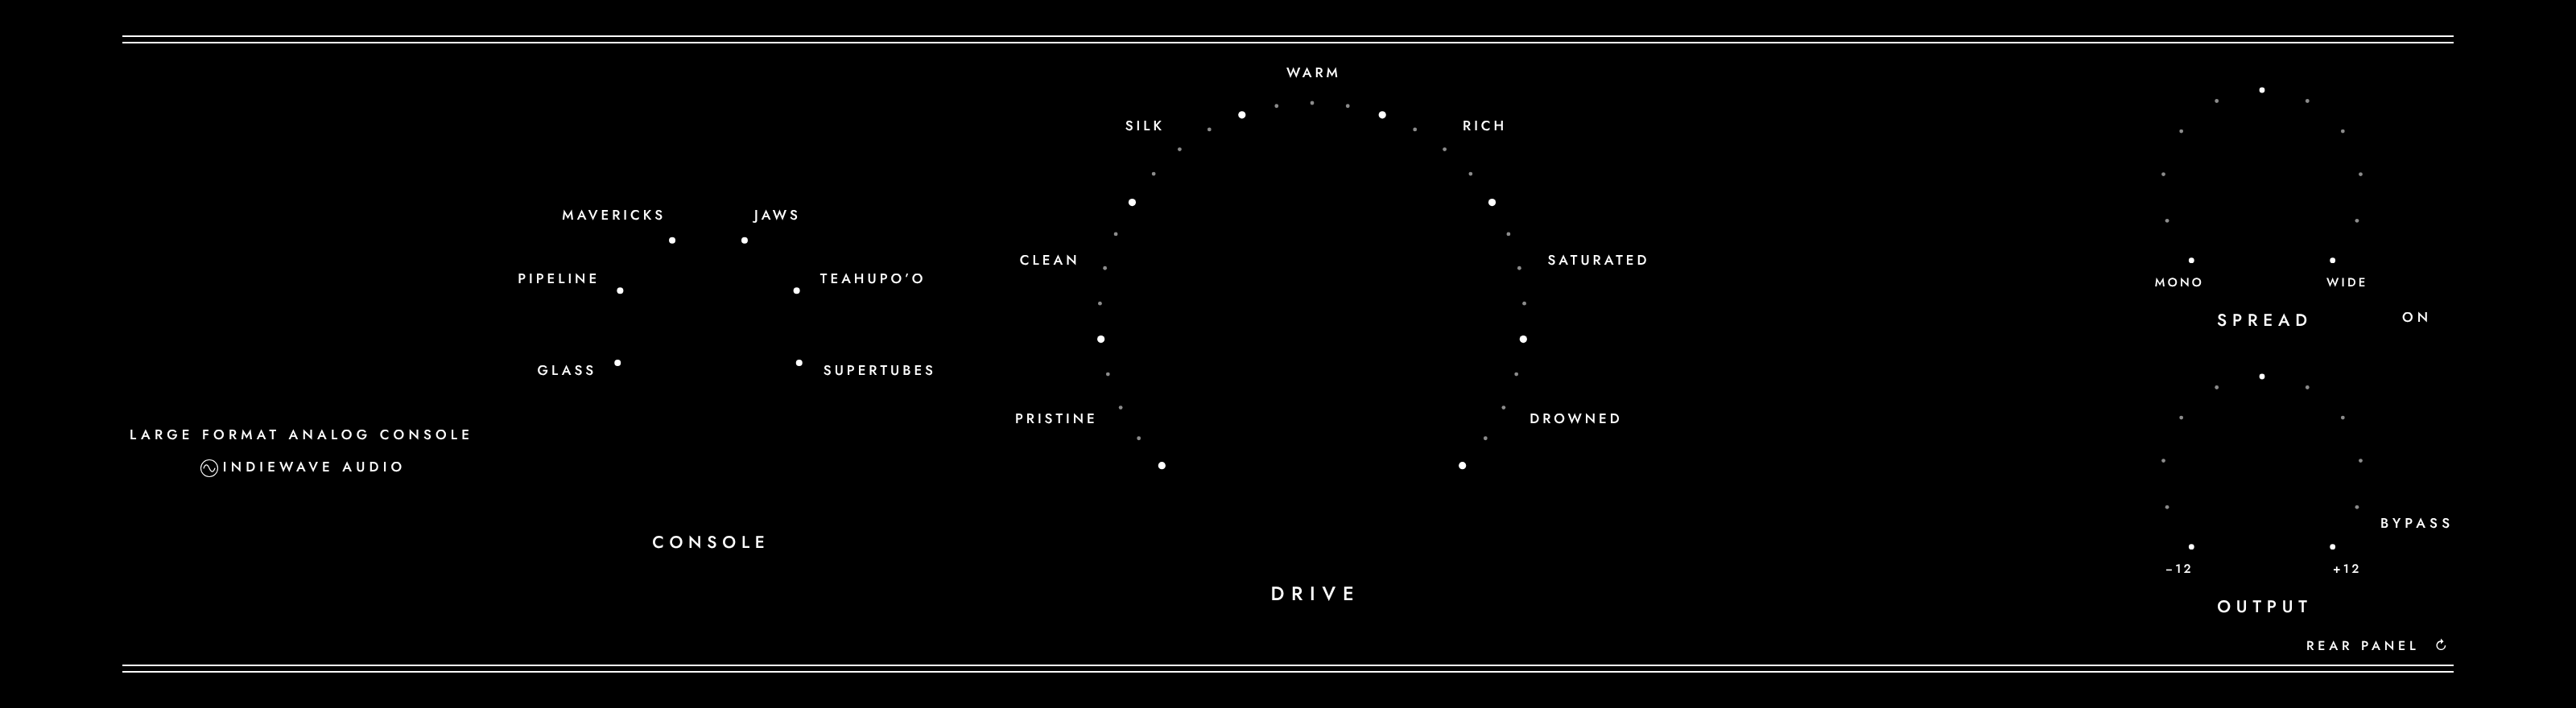 WARM
SILK
RICH
MAVERICKS
JAWS
CLEAN
SATURATED
PIPELINE
TEAHUPO’O
MONO
WIDE
SPREAD
ON
GLASS
SUPERTUBES
PRISTINE
DROWNED
LARGE FORMAT ANALOG CONSOLE
INDIEWAVE AUDIO
BYPASS
CONSOLE
–12
+12
DRIVE
OUTPUT
REAR PANEL